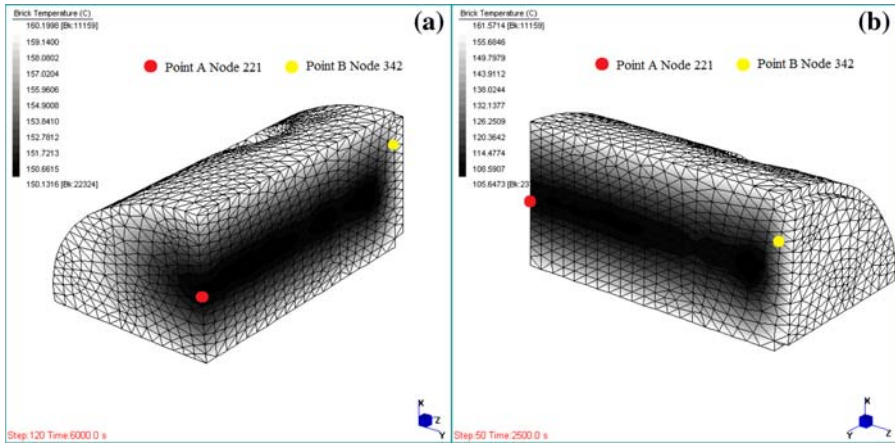 Brick Temperature (C)
160.1998 [Bk:11159]
159.1400
158.0802
157.0204
155.9606
154.9008
153.8410
152.7812
151.7213
150.6615
150.1316 [Bk:22324]
(a)
Point A Node 221
Point B Node 342
Step:120 Time:6000.0 s
X
Z
Y
Brick Temperature (C)
161.5714 [Bk:11159]
155.6846
149.7979
143.9112
138.0244
132.1377
126.2509
120.3642
114.4774
108.5907
105.6473
(b)
Point A Node 221
Point B Node 342
Step:50 Time:2500.0 s
X
Y
Z